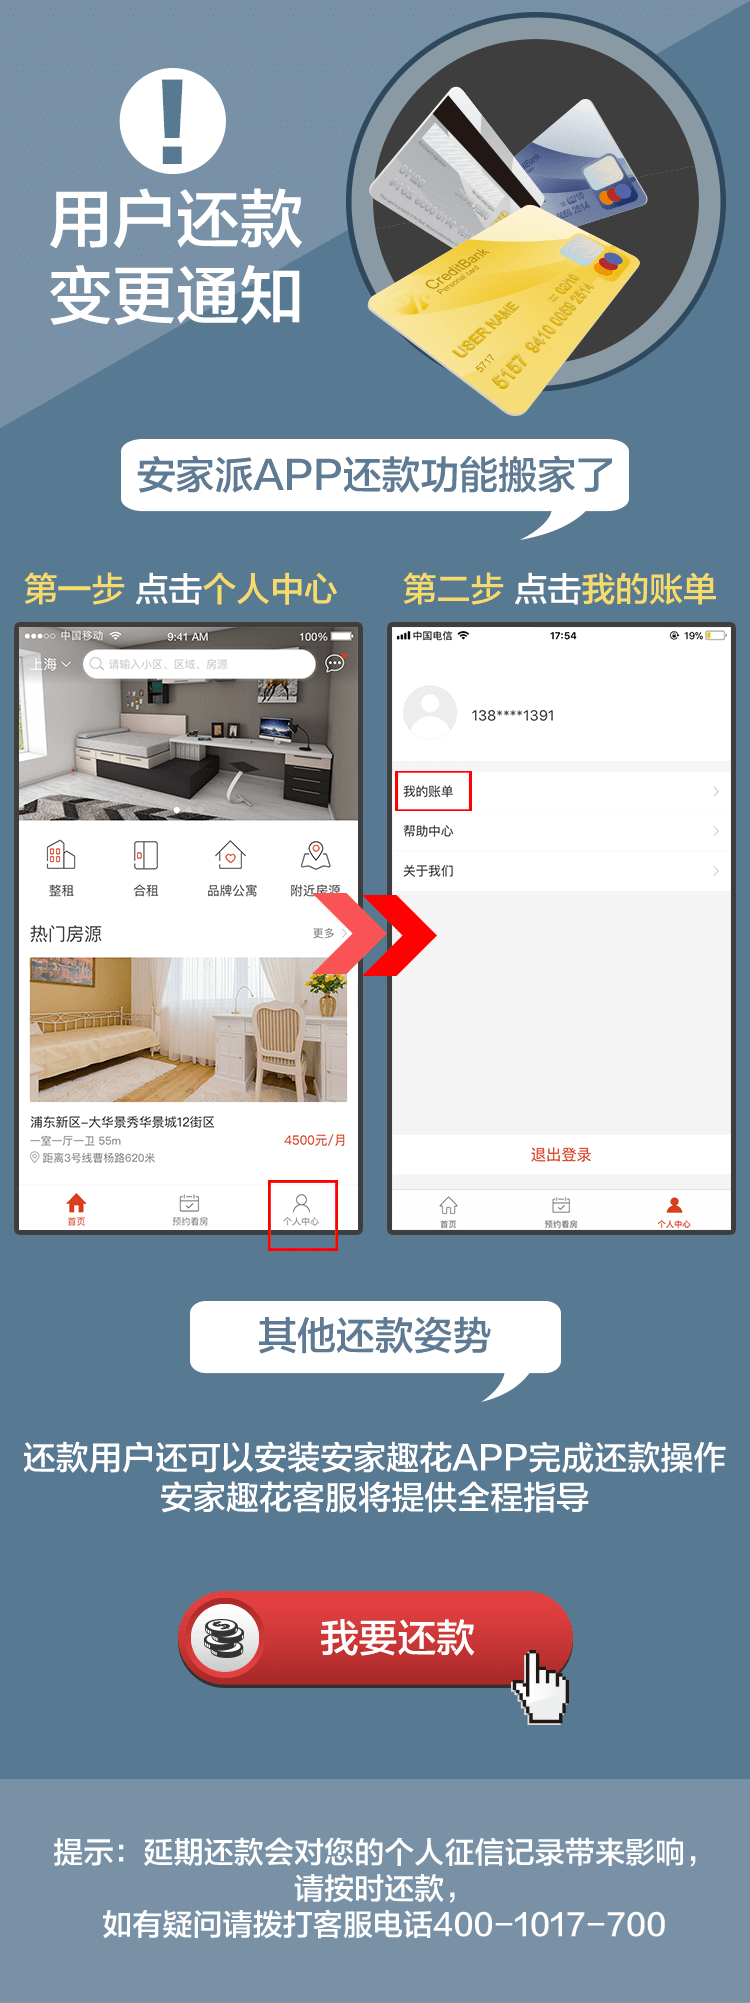 !
用户还款
变更通知
CreditBank
Personal card
= 02/10
USER NAME
5717
5157 9410 0059 2614
安家派APP还款功能搬家了
第一步 点击个人中心
第二步 点击我的账单
中国移动
9:41 AM
100%
上海
请输入小区、区域、房源
整租
合租
品牌公寓
附近房源
热门房源
更多
浦东新区-大华景秀华景城12街区
一室一厅一卫 55m
4500元/月
距离3号线曹杨路620米
首页
预约看房
个人中心
中国电信
17:54
19%
138****1391
我的账单
帮助中心
关于我们
退出登录
首页
预约看房
个人中心
其他还款姿势
还款用户还可以安装安家趣花APP完成还款操作
安家趣花客服将提供全程指导
我要还款
提示：延期还款会对您的个人征信记录带来影响，
请按时还款，
如有疑问请拨打客服电话400-1017-700